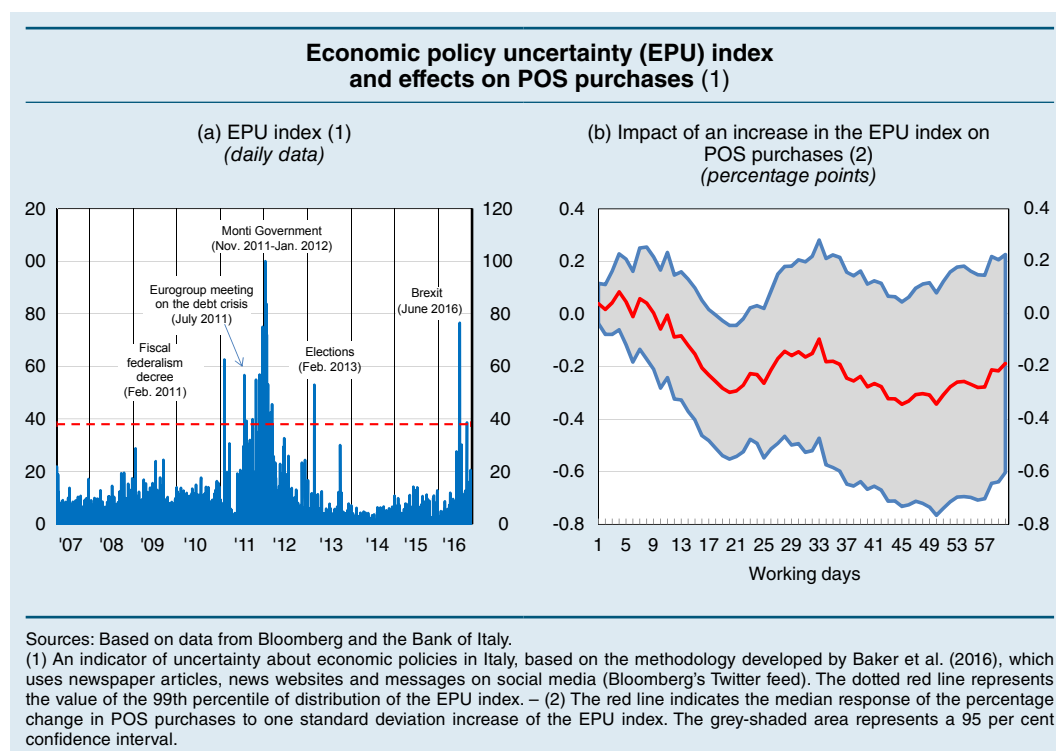 Economic policy uncertainty (EPU) index
and effects on POS purchases (1)
(a) EPU index (1)
(daily data)
20
00
80
60
40
20
0
120
100
80
60
40
20
0
Monti Government
(Nov. 2011-Jan. 2012)
Eurogroup meeting
on the debt crisis
(July 2011)
Brexit
(June 2016)
Fiscal
federalism
decree
(Feb. 2011)
Elections
(Feb. 2013)
'07 '08 '09 '10 '11 '12 '13 '14 '15 '16
(b) Impact of an increase in the EPU index on
POS purchases (2)
(percentage points)
0.4
0.2
0.0
-0.2
-0.4
-0.6
-0.8
0.4
0.2
0.0
-0.2
-0.4
-0.6
-0.8
1 5 9 13 17 21 25 29 33 37 41 45 49 53 57
Working days
Sources: Based on data from Bloomberg and the Bank of Italy.
(1) An indicator of uncertainty about economic policies in Italy, based on the methodology developed by Baker et al. (2016), which
uses newspaper articles, news websites and messages on social media (Bloomberg's Twitter feed). The dotted red line represents
the value of the 99th percentile of distribution of the EPU index. – (2) The red line indicates the median response of the percentage
change in POS purchases to one standard deviation increase of the EPU index. The grey-shaded area represents a 95 per cent
confidence interval.